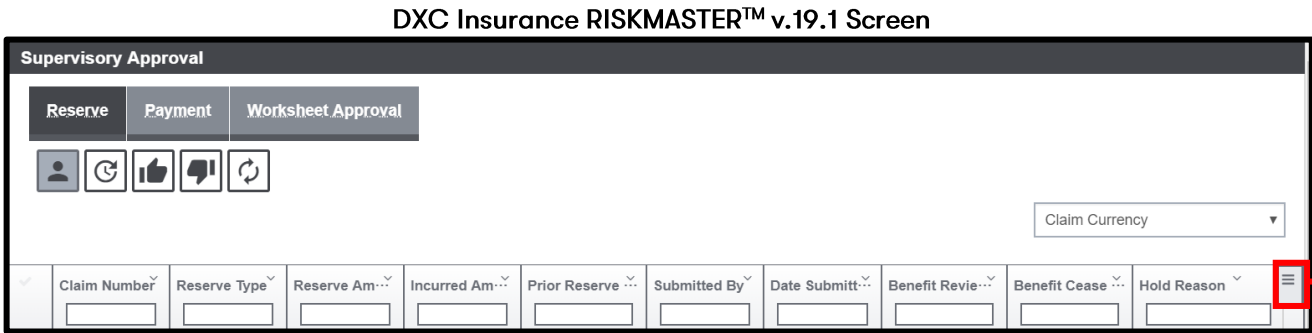 DXC Insurance RISKMASTER™ v.19.1 Screen
Supervisory Approval
Reserve Payment Worksheet Approval
Claim Currency
Claim Number Reserve Type Reserve Am··· Incurred Am··· Prior Reserve ··· Submitted By Date Submitt··· Benefit Revie··· Benefit Cease ··· Hold Reason